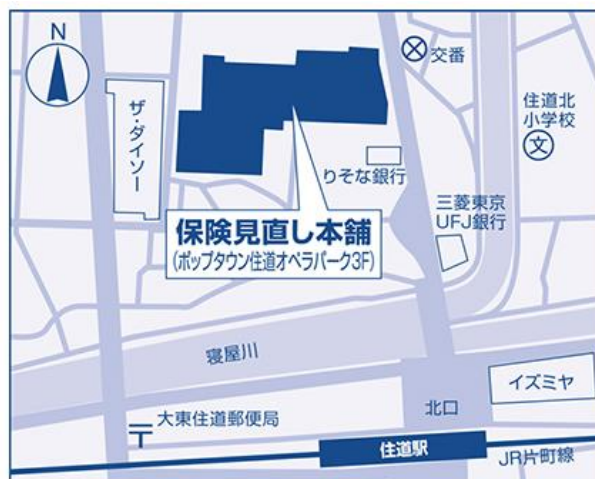 N
交番
住道北
小学校
文
ザ・ダイソー
りそな銀行
三菱東京
UFJ銀行
保険見直し本舗
(ポップタウン住道オペラパーク3F)
寝屋川
イズミヤ
北口
大東住道郵便局
住道駅
JR片町線